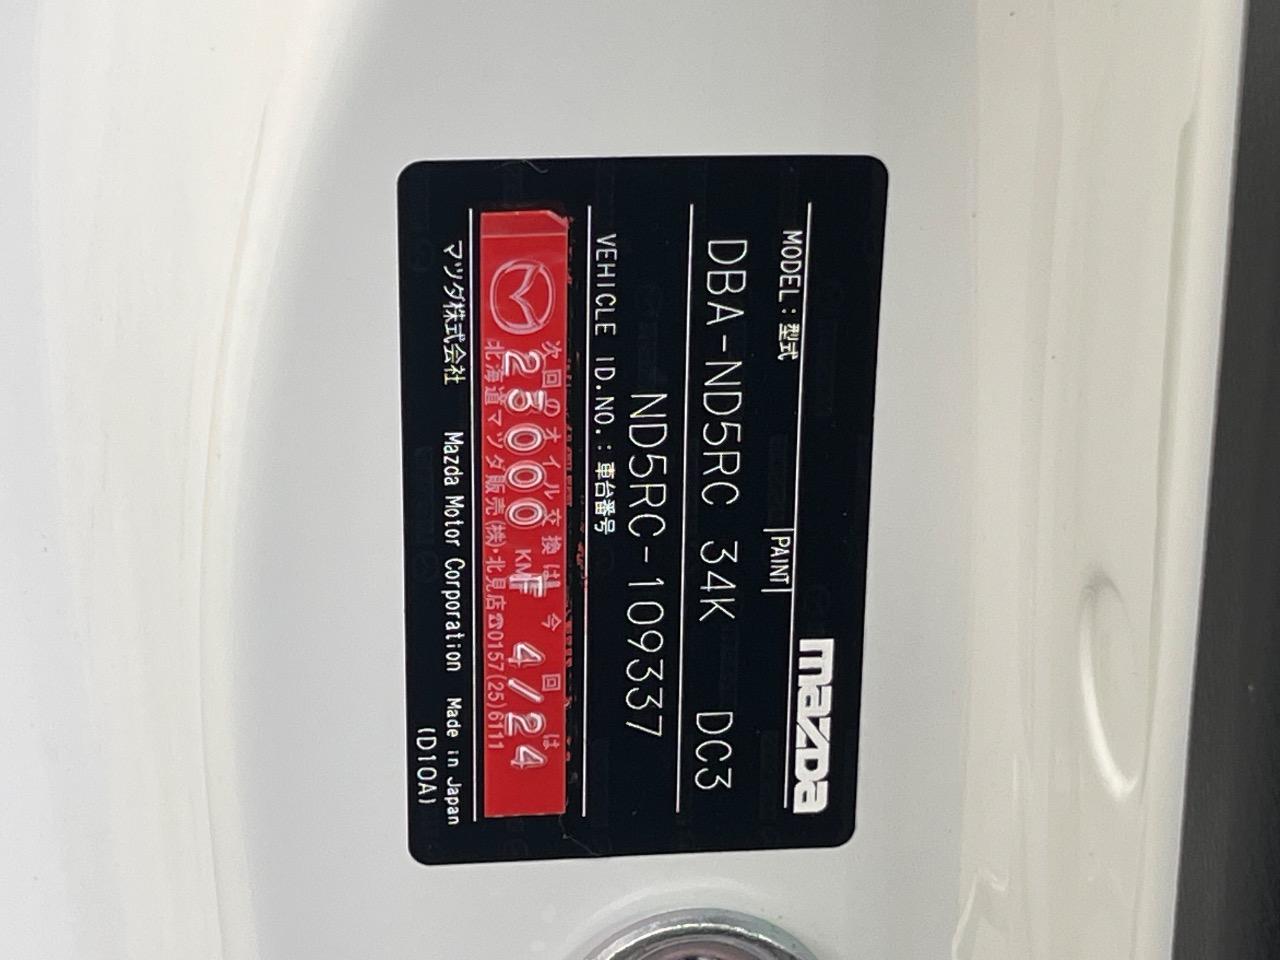 mazda
MODEL:型式
PAINT
DBA-ND5RC 34K DC3
ND5RC-109337
VEHICLE ID.NO.:車台番号
次回のオイル交換は 今回は
23000 KM F 4/24
北海道マツダ販売(株)・北見店☎0157(25)6111
マツダ株式会社 Mazda Motor Corporation Made in Japan
(D10A)